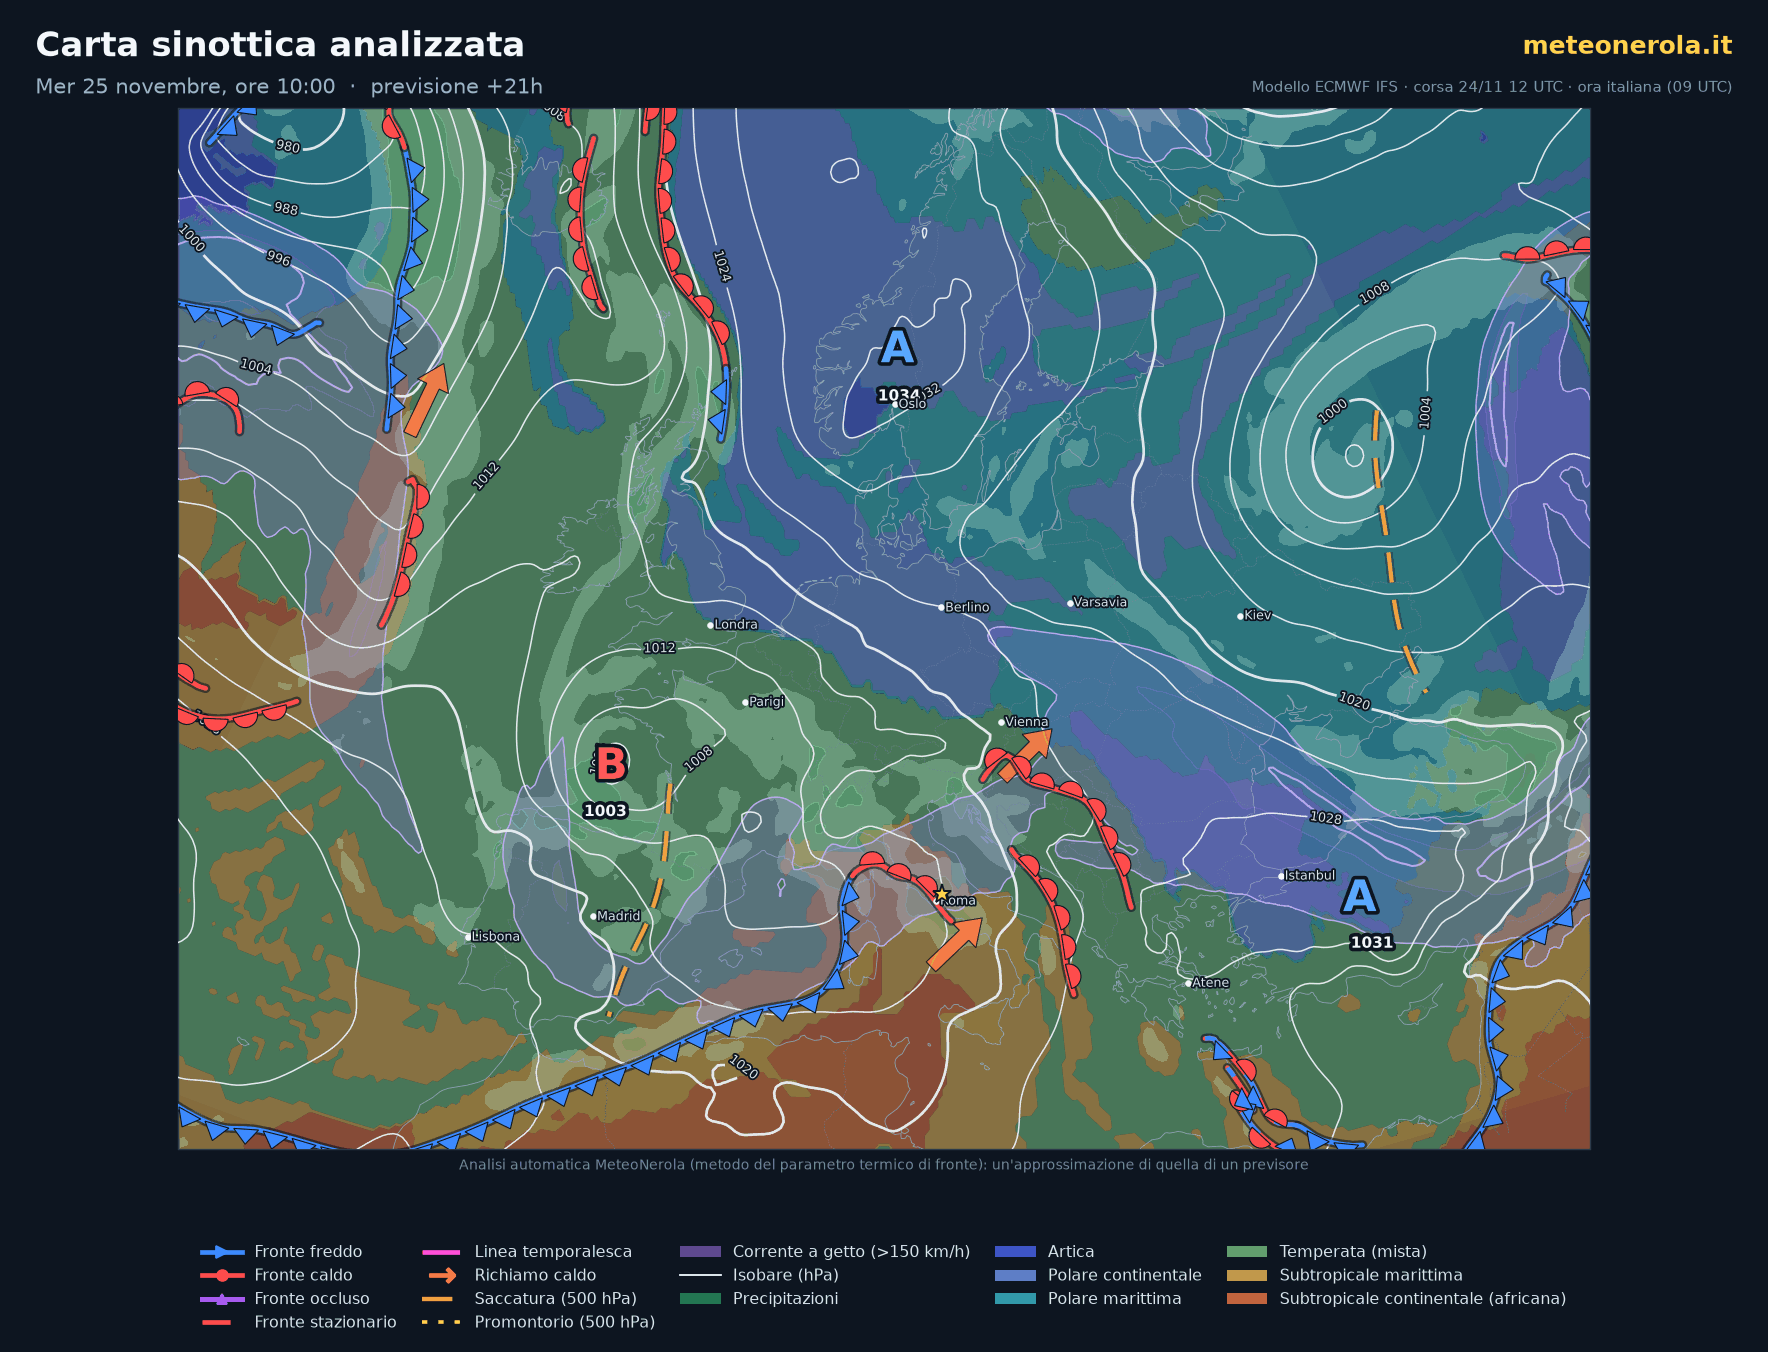 Carta sinottica analizzata
meteonerola.it
Mer 25 novembre, ore 10:00 · previsione +21h
Modello ECMWF IFS · corsa 24/11 12 UTC · ora italiana (09 UTC)
980
988
1000
996
1024
1008
1004
A
1034
Oslo
1000
1004
1012
Berlino
Varsavia
Kiev
Londra
1012
Parigi
1020
Vienna
B
1008
1003
1028
Istanbul
A
Roma
Madrid
Lisbona
1031
Atene
1020
Analisi automatica MeteoNerola (metodo del parametro termico di fronte): un'approssimazione di quella di un previsore
Fronte freddo
Fronte caldo
Fronte occluso
Fronte stazionario
Linea temporalesca
Richiamo caldo
Saccatura (500 hPa)
Promontorio (500 hPa)
Corrente a getto (>150 km/h)
Isobare (hPa)
Precipitazioni
Artica
Polare continentale
Polare marittima
Temperata (mista)
Subtropicale marittima
Subtropicale continentale (africana)